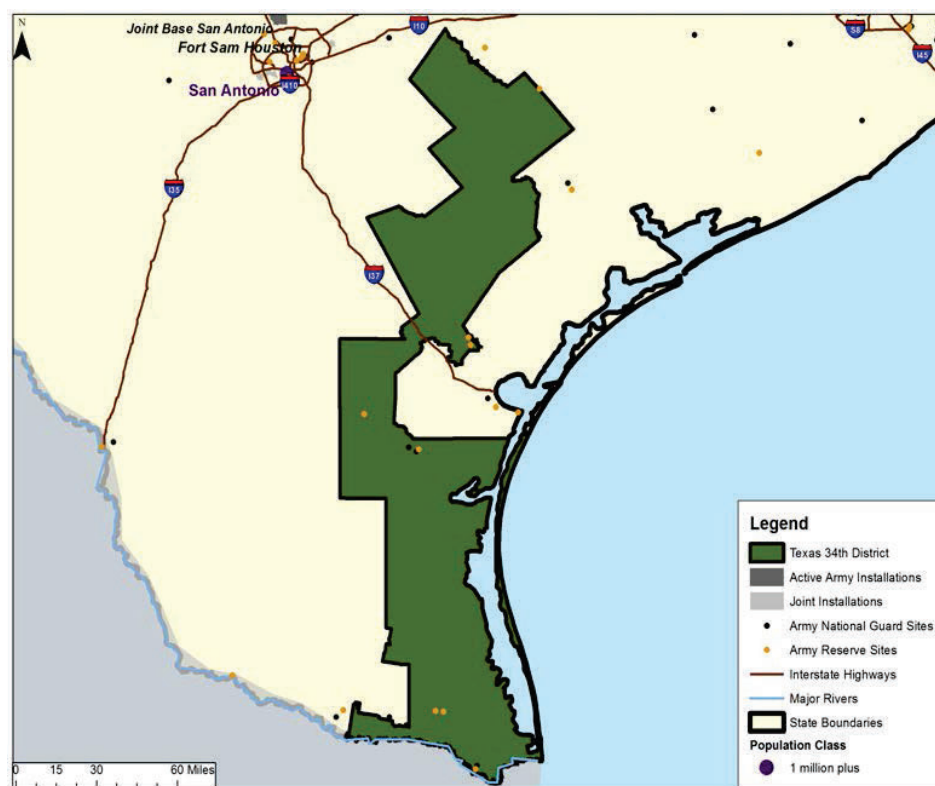 N
Joint Base San Antonio
Fort Sam Houston
San Antonio
I10
I410
I35
I37
I45
Legend
Texas 34th District
Active Army Installations
Joint Installations
Army National Guard Sites
Army Reserve Sites
Interstate Highways
Major Rivers
State Boundaries
Population Class
1 million plus
0 15 30 60 Miles